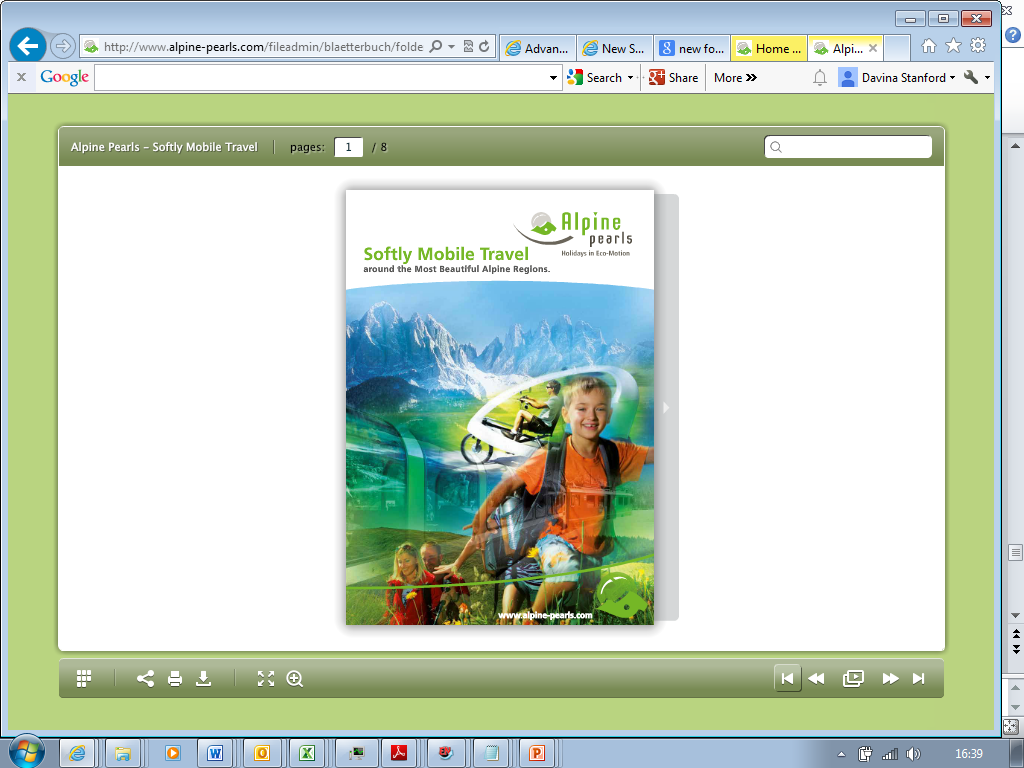 http://www.alpine-pearls.com/fileadmin/blaetterbuch/folde
Advan...
New S...
new fo...
Home ...
Alpi...
Google
Search
Share
More
Davina Stanford
Alpine Pearls - Softly Mobile Travel
pages:
1
/ 8
Alpine
pearls
Holidays in Eco-Motion
Softly Mobile Travel
around the Most Beautiful Alpine Regions.
www.alpine-pearls.com
16:39